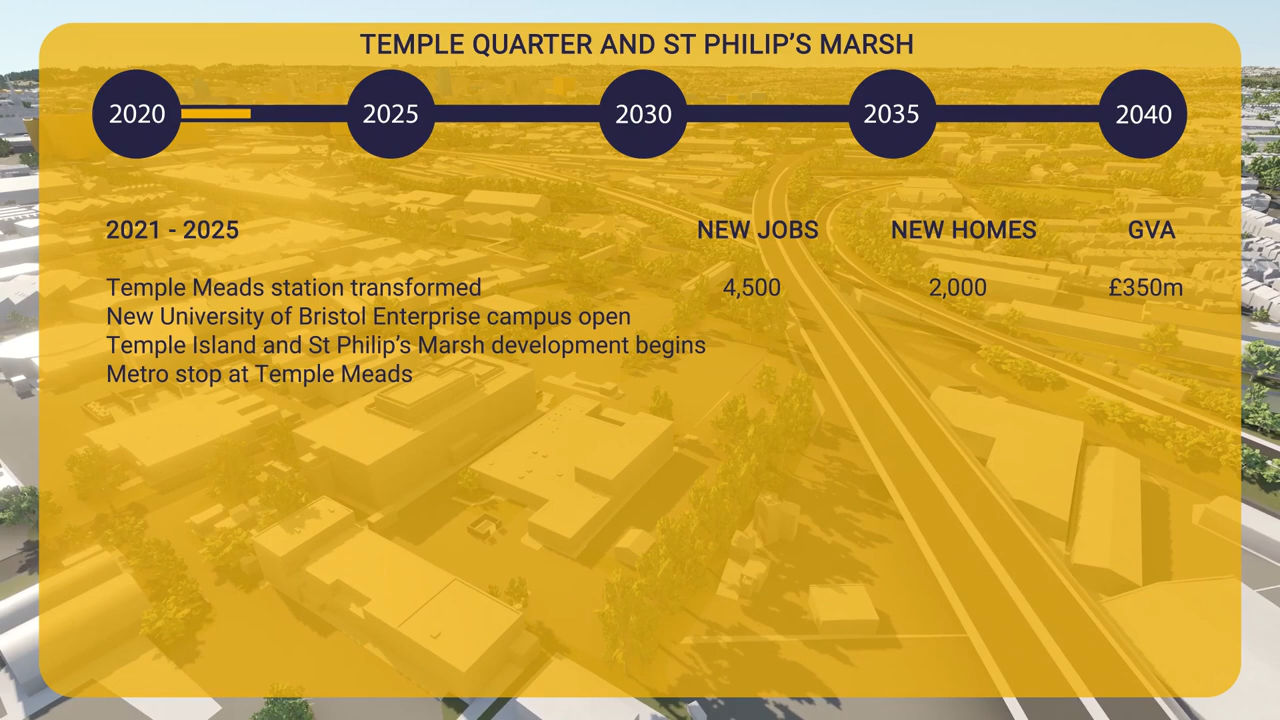 TEMPLE QUARTER AND ST PHILIP’S MARSH
2020 2025 2030 2035 2040
2021 - 2025 NEW JOBS NEW HOMES GVA
Temple Meads station transformed 4,500 2,000 £350m
New University of Bristol Enterprise campus open
Temple Island and St Philip’s Marsh development begins
Metro stop at Temple Meads